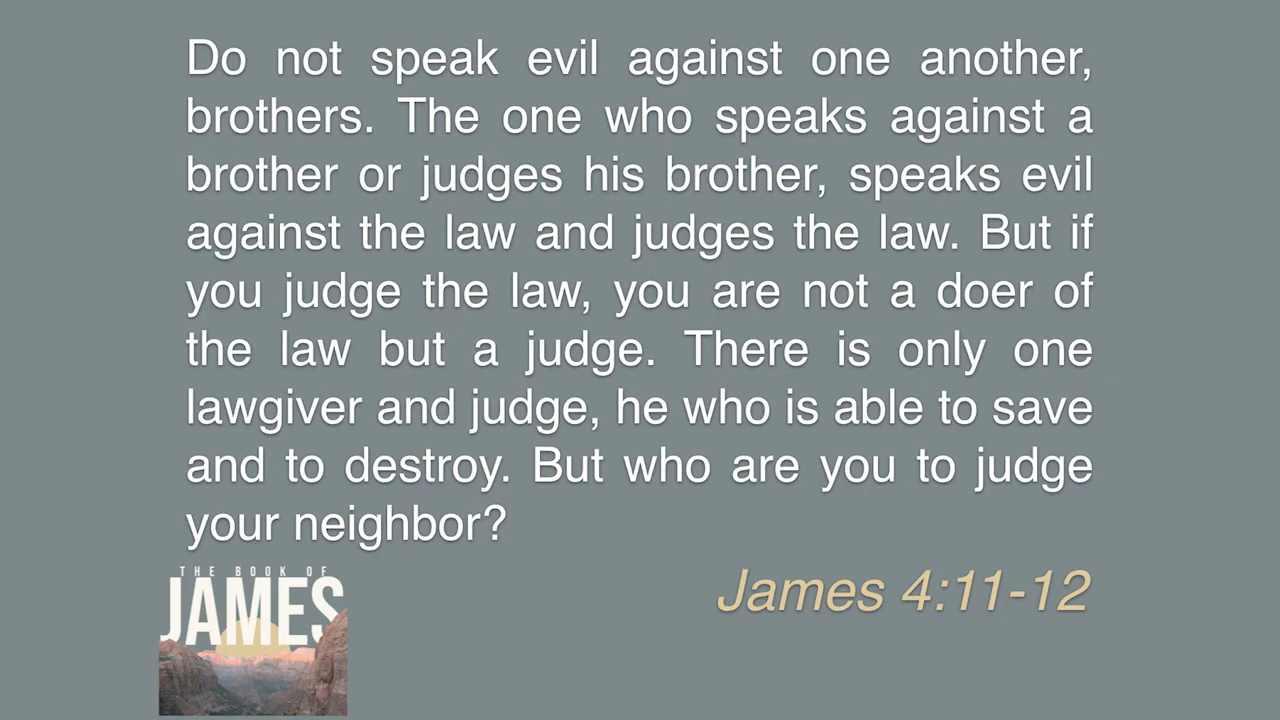 Do not speak evil against one another,
brothers. The one who speaks against a
brother or judges his brother, speaks evil
against the law and judges the law. But if
you judge the law, you are not a doer of
the law but a judge. There is only one
lawgiver and judge, he who is able to save
and to destroy. But who are you to judge
your neighbor?
THE BOOK OF
JAMES
James 4:11-12